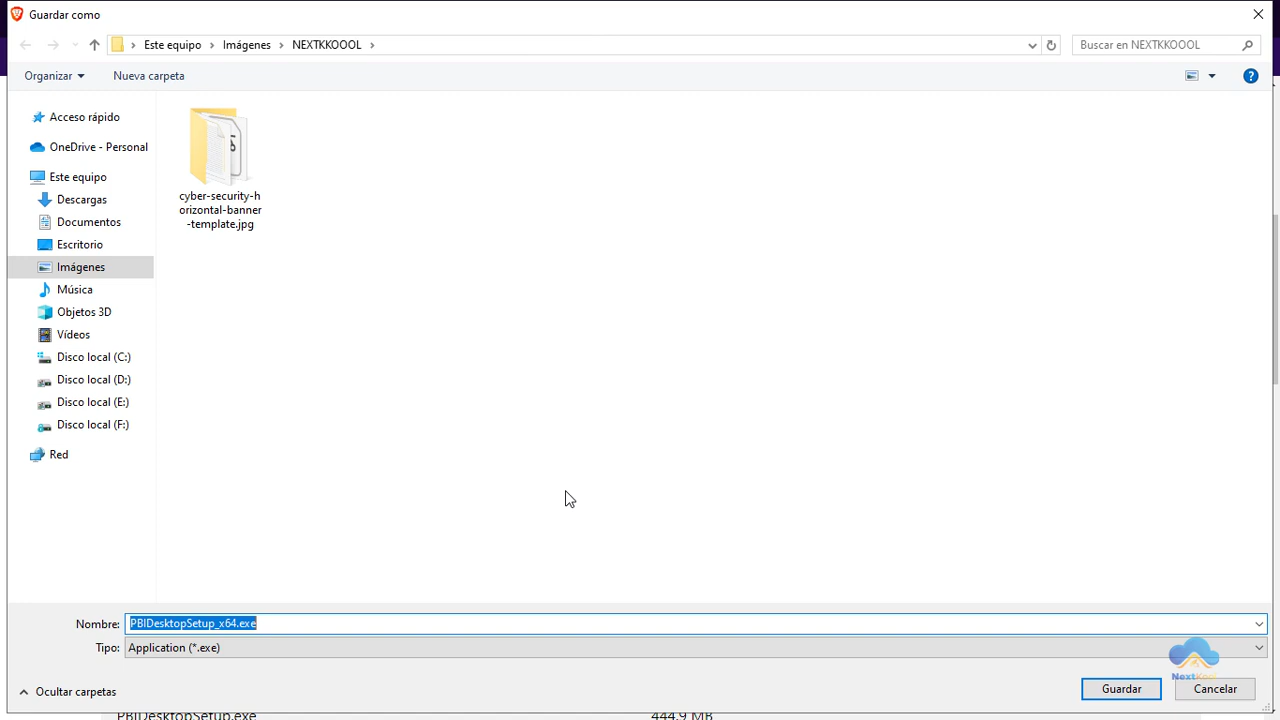 Guardar como
Este equipo > Imágenes > NEXTKKOOOL >
Buscar en NEXTKKOOOL
Organizar
Nueva carpeta
Acceso rápido
OneDrive - Personal
Este equipo
Descargas
Documentos
Escritorio
Imágenes
Música
Objetos 3D
Vídeos
Disco local (C:)
Disco local (D:)
Disco local (E:)
Disco local (F:)
Red
cyber-security-h
orizontal-banner
-template.jpg
Nombre: PBIDesktopSetup_x64.exe
Tipo: Application (*.exe)
NextKool
Ocultar carpetas
Guardar
Cancelar
PBIDesktopSetup.exe 444.9 MB